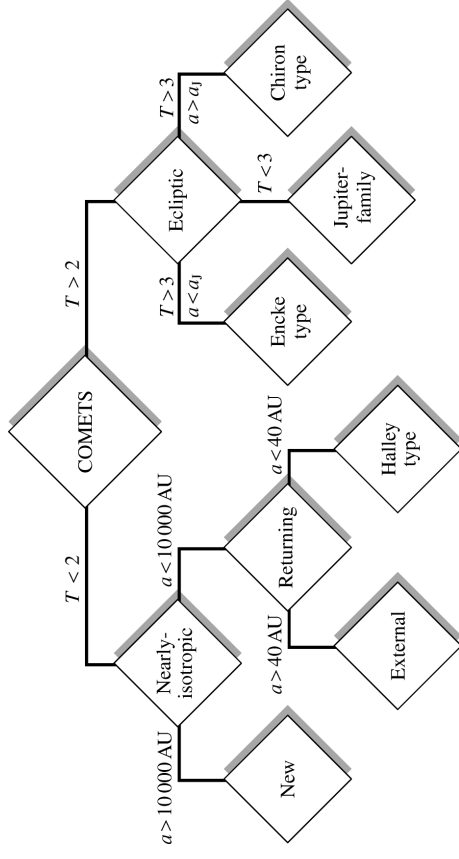 COMETS
T < 2
T > 2
Nearly-
isotropic
Ecliptic
a > 10 000 AU
a < 10 000 AU
T > 3
a < aJ
T < 3
T > 3
a > aJ
New
Returning
Encke
type
Jupiter-
family
Chiron
type
a > 40 AU
a < 40 AU
External
Halley
type